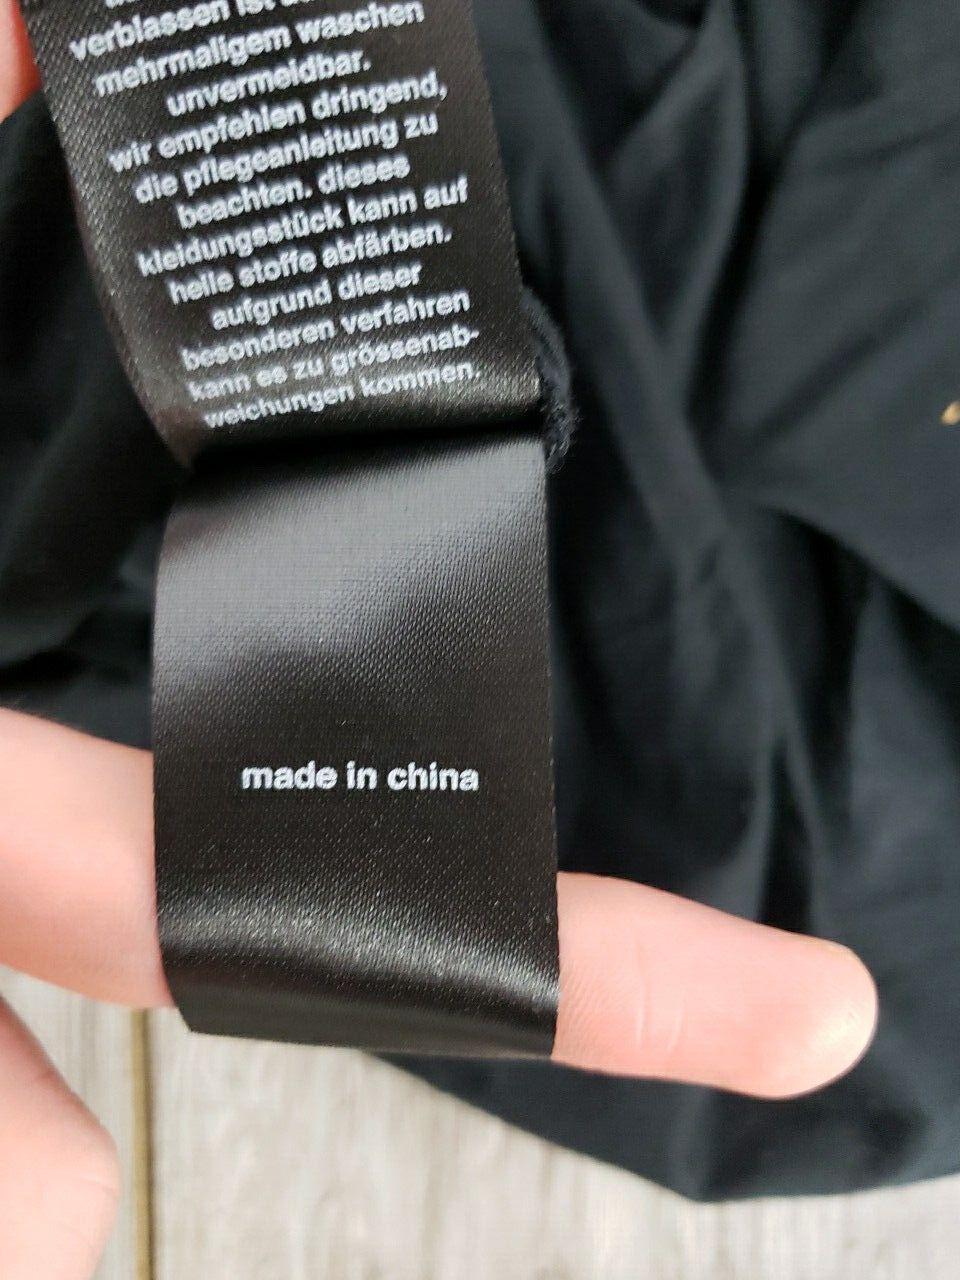 verblassen ist
mehrmaligem waschen
unvermeidbar.
wir empfehlen dringend,
die pflegeanleitung zu
beachten. dieses
kleidungsstück kann auf
helle stoffe abfärben.
aufgrund dieser
besonderen verfahren
kann es zu grössenab-
weichungen kommen.
made in china